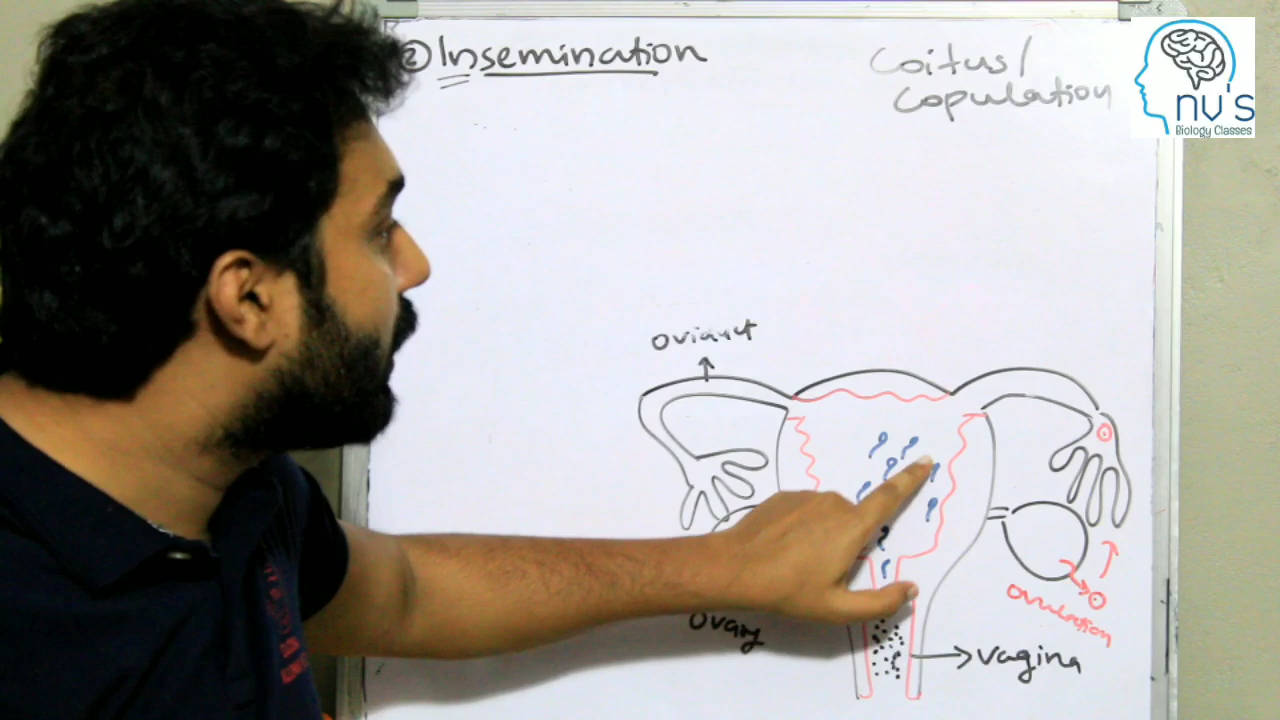 ② Insemination
Coitus/
Copulation
nv's
Biology Classes
Oviduct
Ovulation
Ovary
Vagina